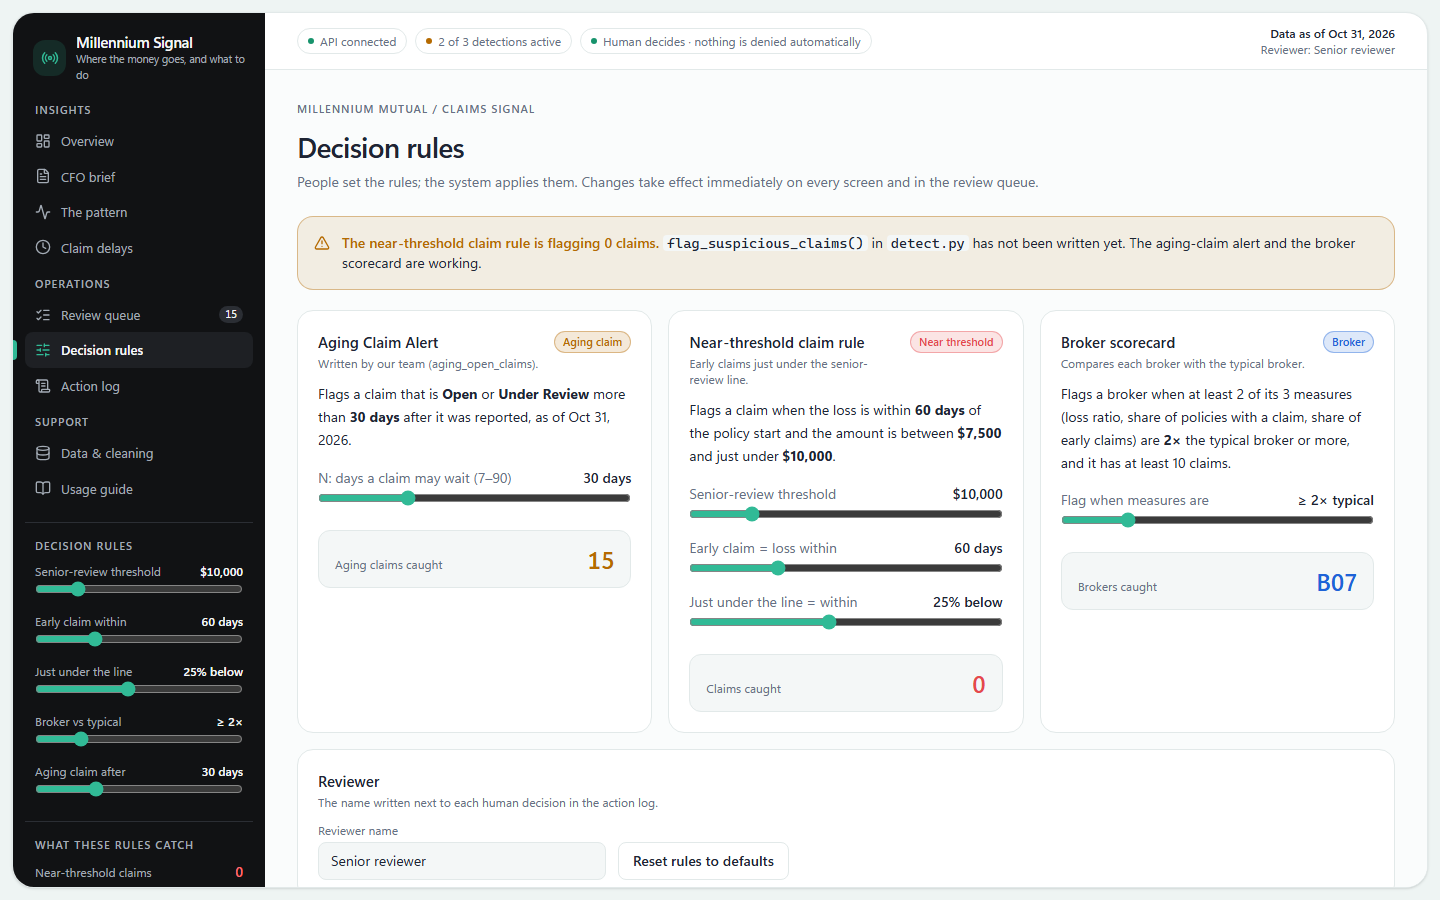 Millennium Signal
Where the money goes, and what to
do
INSIGHTS
Overview
CFO brief
The pattern
Claim delays
OPERATIONS
Review queue 15
Decision rules
Action log
SUPPORT
Data & cleaning
Usage guide
DECISION RULES
Senior-review threshold $10,000
Early claim within 60 days
Just under the line 25% below
Broker vs typical ≥ 2×
Aging claim after 30 days
WHAT THESE RULES CATCH
Near-threshold claims 0
API connected
2 of 3 detections active
Human decides · nothing is denied automatically
Data as of Oct 31, 2026
Reviewer: Senior reviewer
MILLENNIUM MUTUAL / CLAIMS SIGNAL
Decision rules
People set the rules; the system applies them. Changes take effect immediately on every screen and in the review queue.
The near-threshold claim rule is flagging 0 claims. flag_suspicious_claims() in detect.py has not been written yet. The aging-claim alert and the broker
scorecard are working.
Aging Claim Alert
Aging claim
Written by our team (aging_open_claims).
Flags a claim that is Open or Under Review more
than 30 days after it was reported, as of Oct 31,
2026.
N: days a claim may wait (7–90) 30 days
Aging claims caught 15
Near-threshold claim rule
Near threshold
Early claims just under the senior-
review line.
Flags a claim when the loss is within 60 days of
the policy start and the amount is between $7,500
and just under $10,000.
Senior-review threshold $10,000
Early claim = loss within 60 days
Just under the line = within 25% below
Claims caught 0
Broker scorecard
Broker
Compares each broker with the typical broker.
Flags a broker when at least 2 of its 3 measures
(loss ratio, share of policies with a claim, share of
early claims) are 2× the typical broker or more,
and it has at least 10 claims.
Flag when measures are ≥ 2× typical
Brokers caught B07
Reviewer
The name written next to each human decision in the action log.
Reviewer name
Senior reviewer
Reset rules to defaults